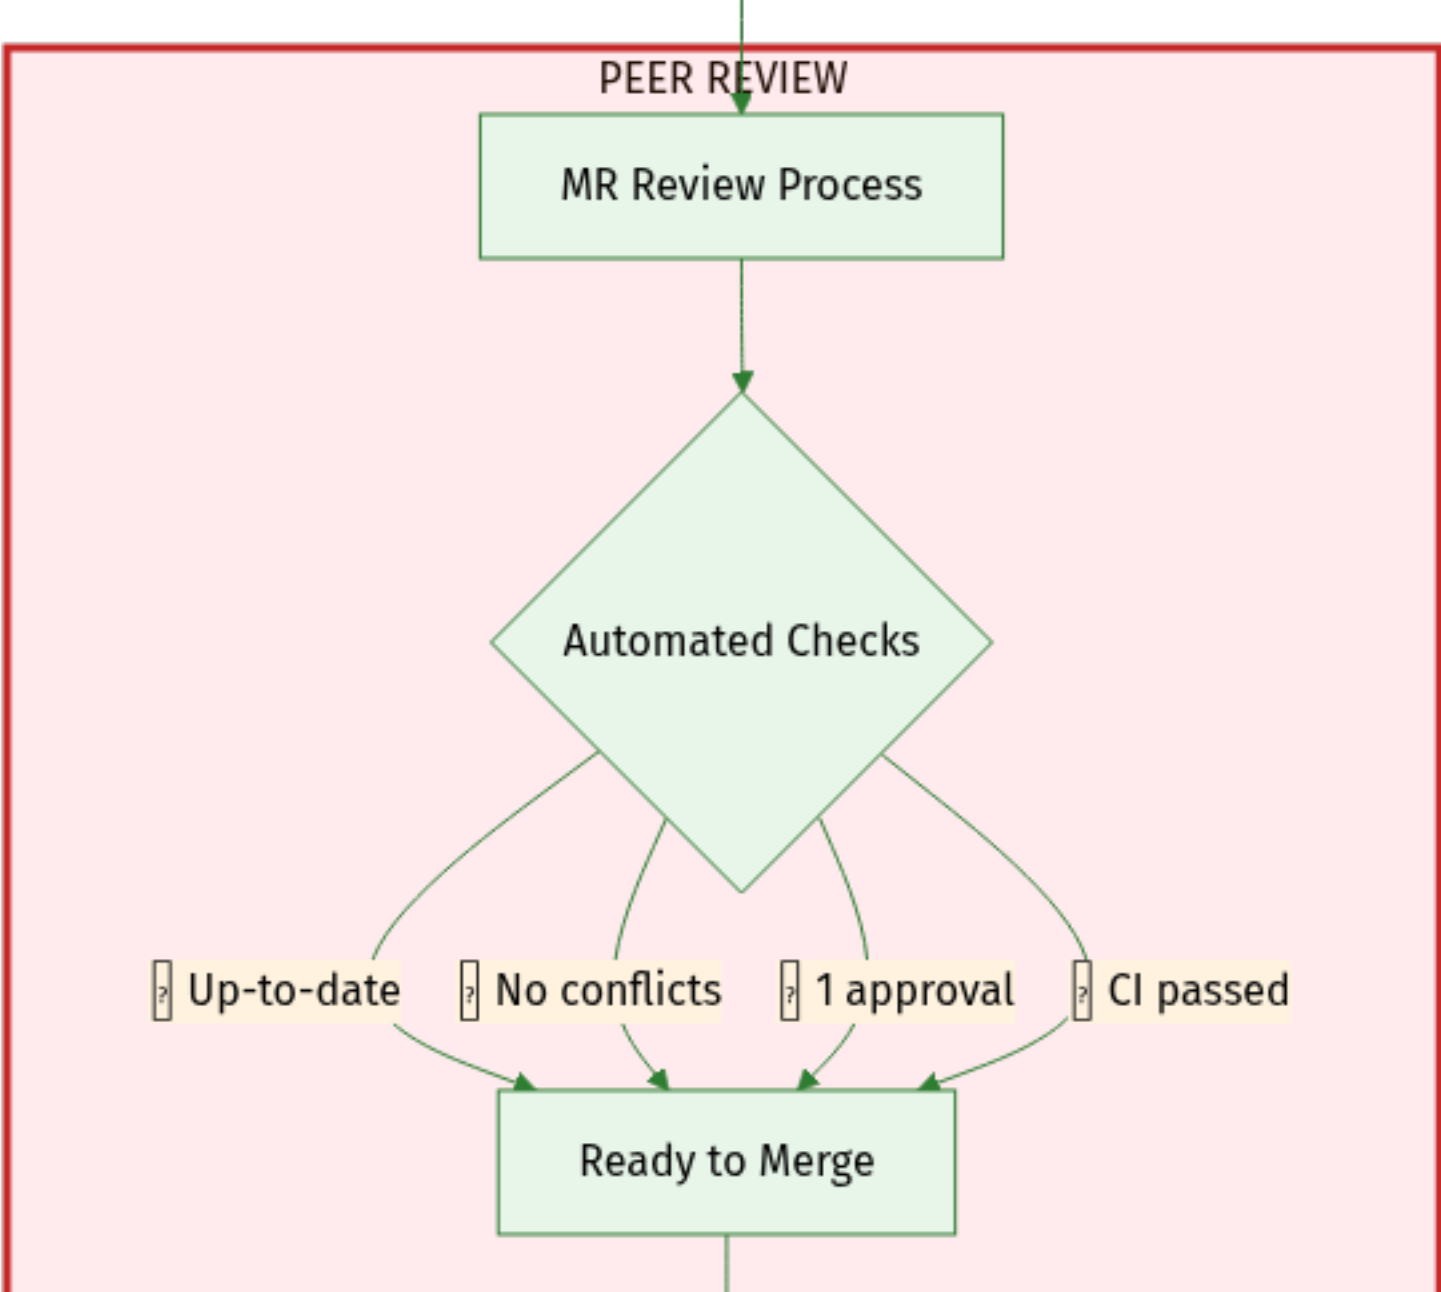 PEER REVIEW
MR Review Process
Automated Checks
Up-to-date
No conflicts
1 approval
CI passed
Ready to Merge